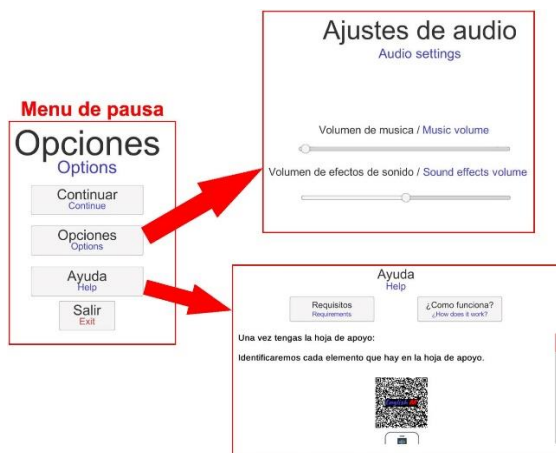 Menu de pausa
Opciones
Options
Continuar
Continue
Opciones
Options
Ayuda
Help
Salir
Exit
Ajustes de audio
Audio settings
Volumen de musica / Music volume
Volumen de efectos de sonido / Sound effects volume
Ayuda
Help
Requisitos
Requirements
¿Como funciona?
¿How does it work?
Una vez tengas la hoja de apoyo:
Identificaremos cada elemento que hay en la hoja de apoyo.
English AR